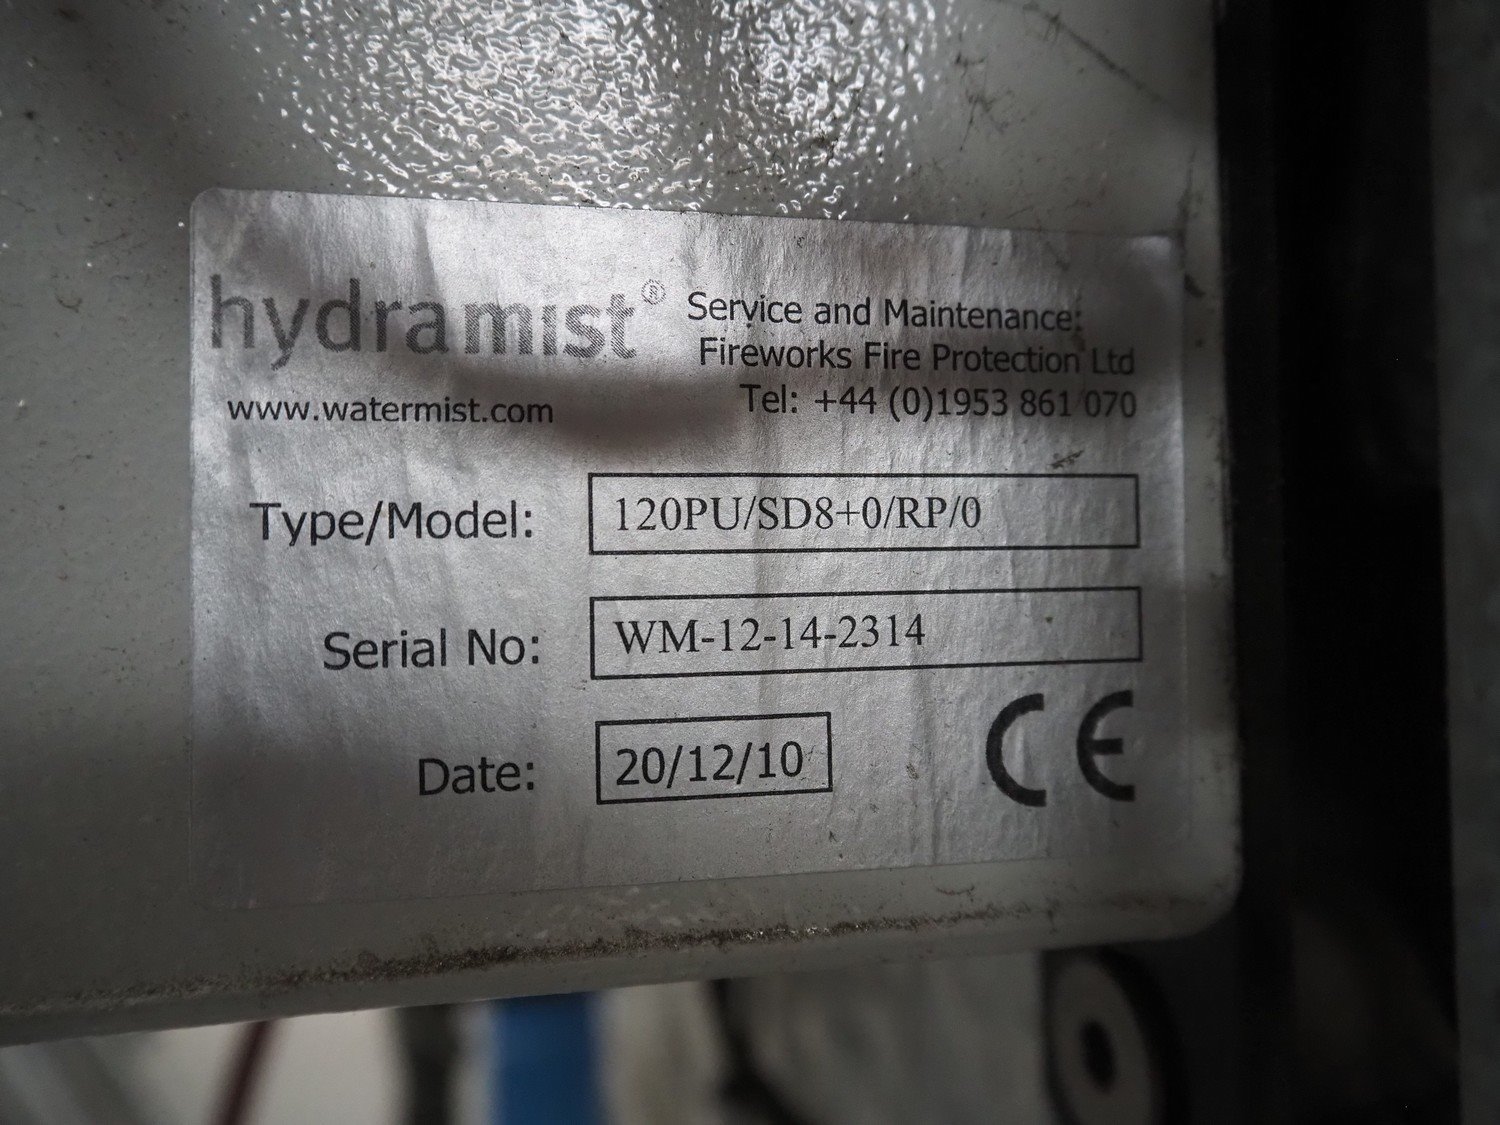 hydramist®
www.watermist.com
Service and Maintenance:
Fireworks Fire Protection Ltd
Tel: +44 (0)1953 861 070
Type/Model: 120PU/SD8+0/RP/0
Serial No: WM-12-14-2314
Date: 20/12/10
CE